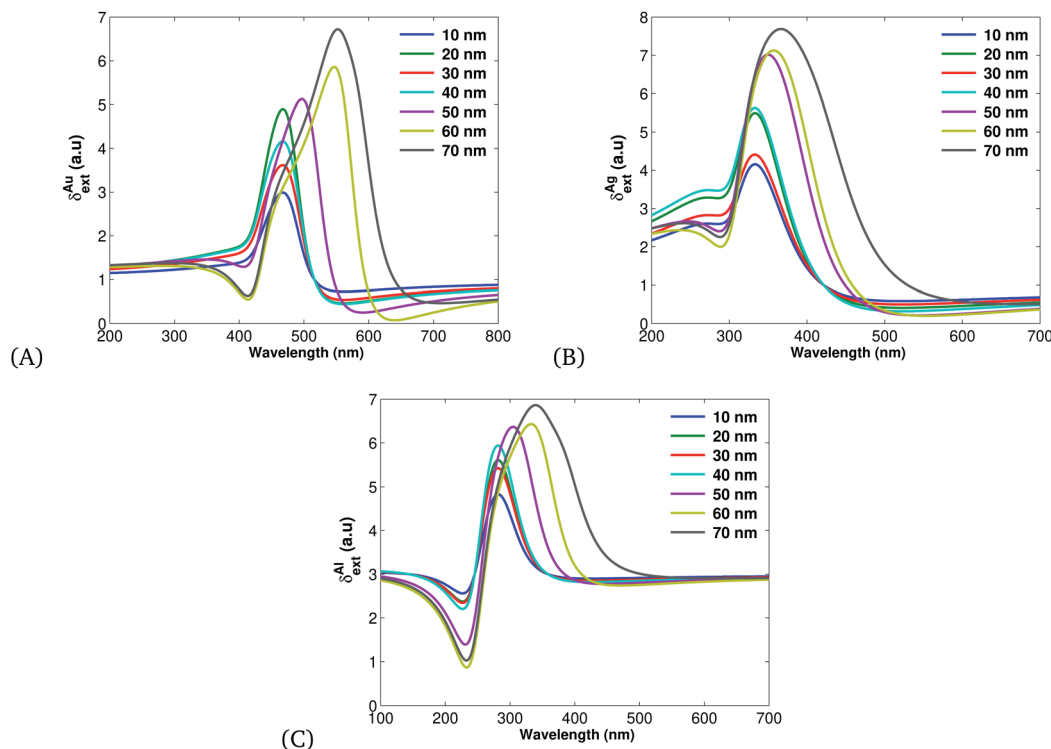 7
6
5
4
3
2
1
0
δ^Au_ext (a.u)
200 300 400 500 600 700 800
Wavelength (nm)
10 nm
20 nm
30 nm
40 nm
50 nm
60 nm
70 nm
(A)
8
7
6
5
4
3
2
1
0
δ^Ag_ext (a.u)
200 300 400 500 600 700
Wavelength (nm)
10 nm
20 nm
30 nm
40 nm
50 nm
60 nm
70 nm
(B)
7
6
5
4
3
2
1
0
δ^Al_ext (a.u)
100 200 300 400 500 600 700
Wavelength (nm)
10 nm
20 nm
30 nm
40 nm
50 nm
60 nm
70 nm
(C)